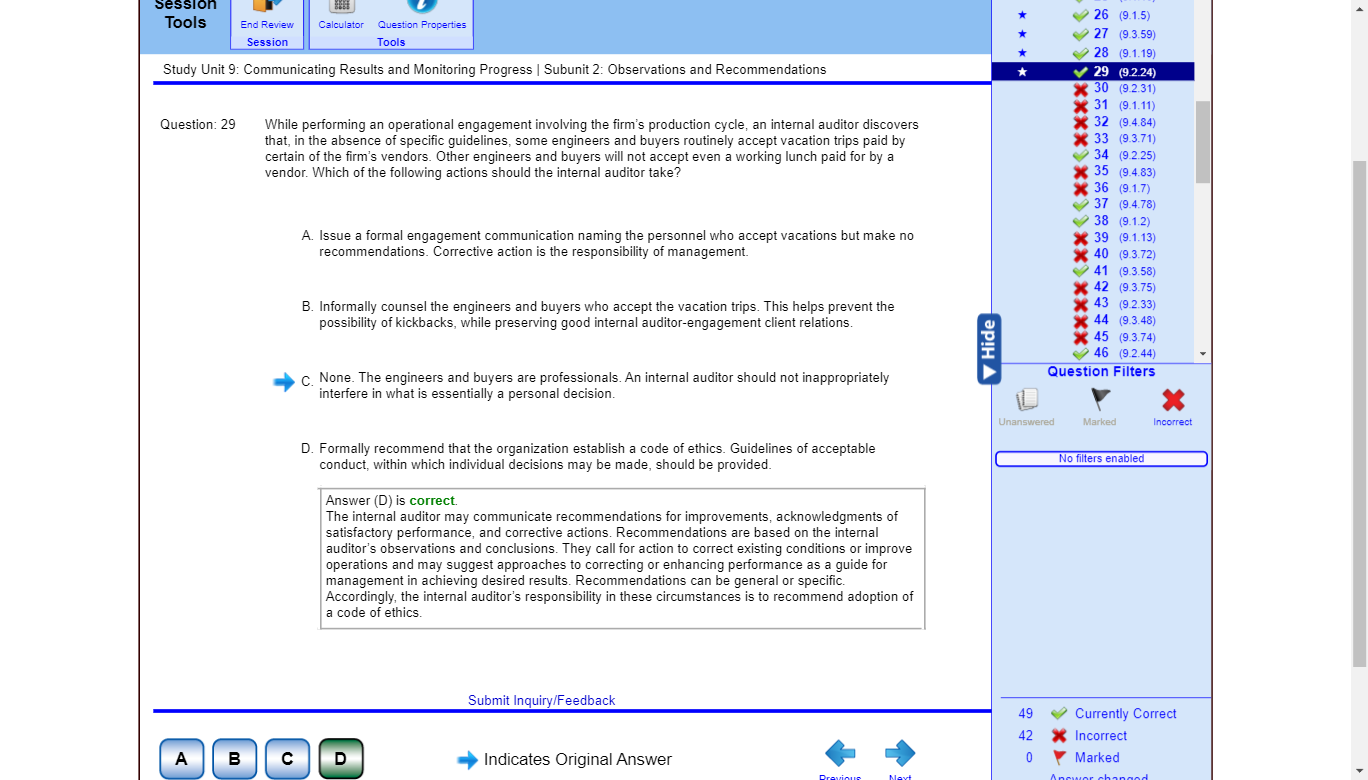 Session
Tools
End Review
Session
Calculator
Question Properties
Tools
Study Unit 9: Communicating Results and Monitoring Progress | Subunit 2: Observations and Recommendations
Question: 29
While performing an operational engagement involving the firm's production cycle, an internal auditor discovers
that, in the absence of specific guidelines, some engineers and buyers routinely accept vacation trips paid by
certain of the firm's vendors. Other engineers and buyers will not accept even a working lunch paid for by a
vendor. Which of the following actions should the internal auditor take?
A. Issue a formal engagement communication naming the personnel who accept vacations but make no
recommendations. Corrective action is the responsibility of management.
B. Informally counsel the engineers and buyers who accept the vacation trips. This helps prevent the
possibility of kickbacks, while preserving good internal auditor-engagement client relations.
C. None. The engineers and buyers are professionals. An internal auditor should not inappropriately
interfere in what is essentially a personal decision.
D. Formally recommend that the organization establish a code of ethics. Guidelines of acceptable
conduct, within which individual decisions may be made, should be provided.
Answer (D) is correct.
The internal auditor may communicate recommendations for improvements, acknowledgments of
satisfactory performance, and corrective actions. Recommendations are based on the internal
auditor's observations and conclusions. They call for action to correct existing conditions or improve
operations and may suggest approaches to correcting or enhancing performance as a guide for
management in achieving desired results. Recommendations can be general or specific.
Accordingly, the internal auditor's responsibility in these circumstances is to recommend adoption of
a code of ethics.
Submit Inquiry/Feedback
A B C D
Indicates Original Answer
Previous
Next
26 (9.1.5)
27 (9.3.59)
28 (9.1.19)
29 (9.2.24)
30 (9.2.31)
31 (9.1.11)
32 (9.4.84)
33 (9.3.71)
34 (9.2.25)
35 (9.4.83)
36 (9.1.7)
37 (9.4.78)
38 (9.1.2)
39 (9.1.13)
40 (9.3.72)
41 (9.3.58)
42 (9.3.75)
43 (9.2.33)
44 (9.3.48)
45 (9.3.74)
46 (9.2.44)
Hide
Question Filters
Unanswered
Marked
Incorrect
No filters enabled
49 Currently Correct
42 Incorrect
0 Marked
Answer changed